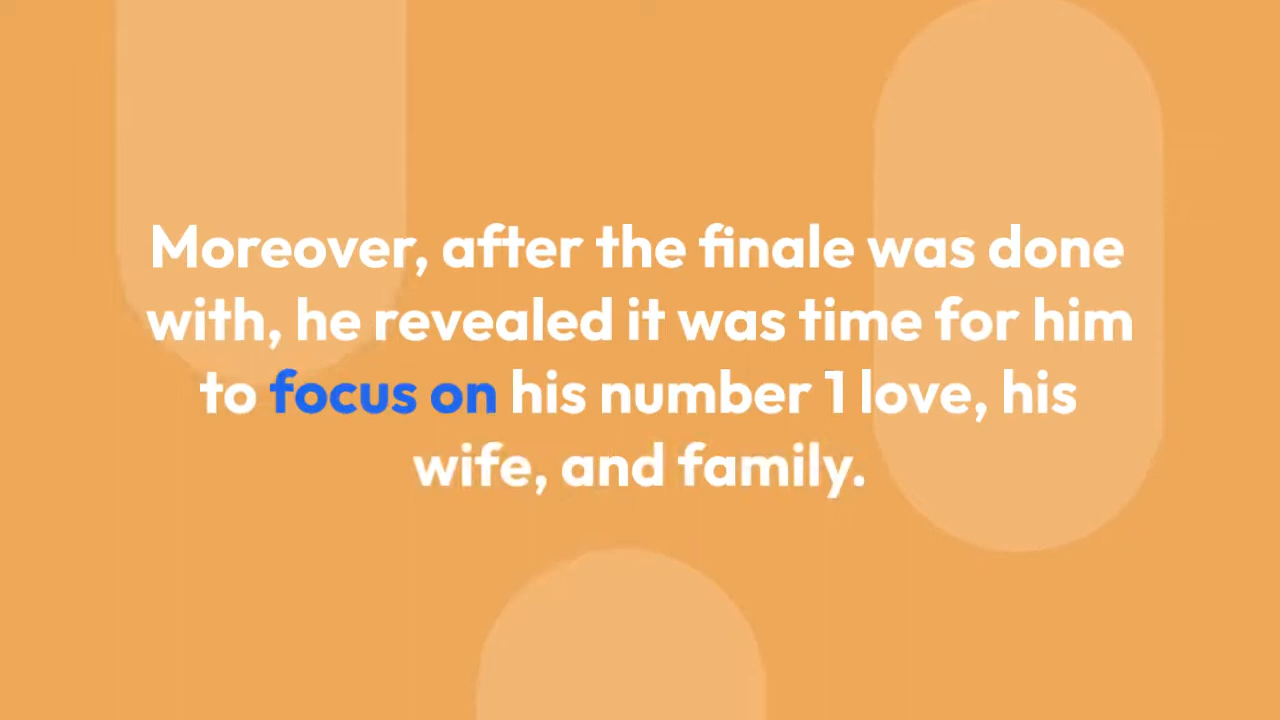 Moreover, after the finale was done
with, he revealed it was time for him
to focus on his number 1 love, his
wife, and family.